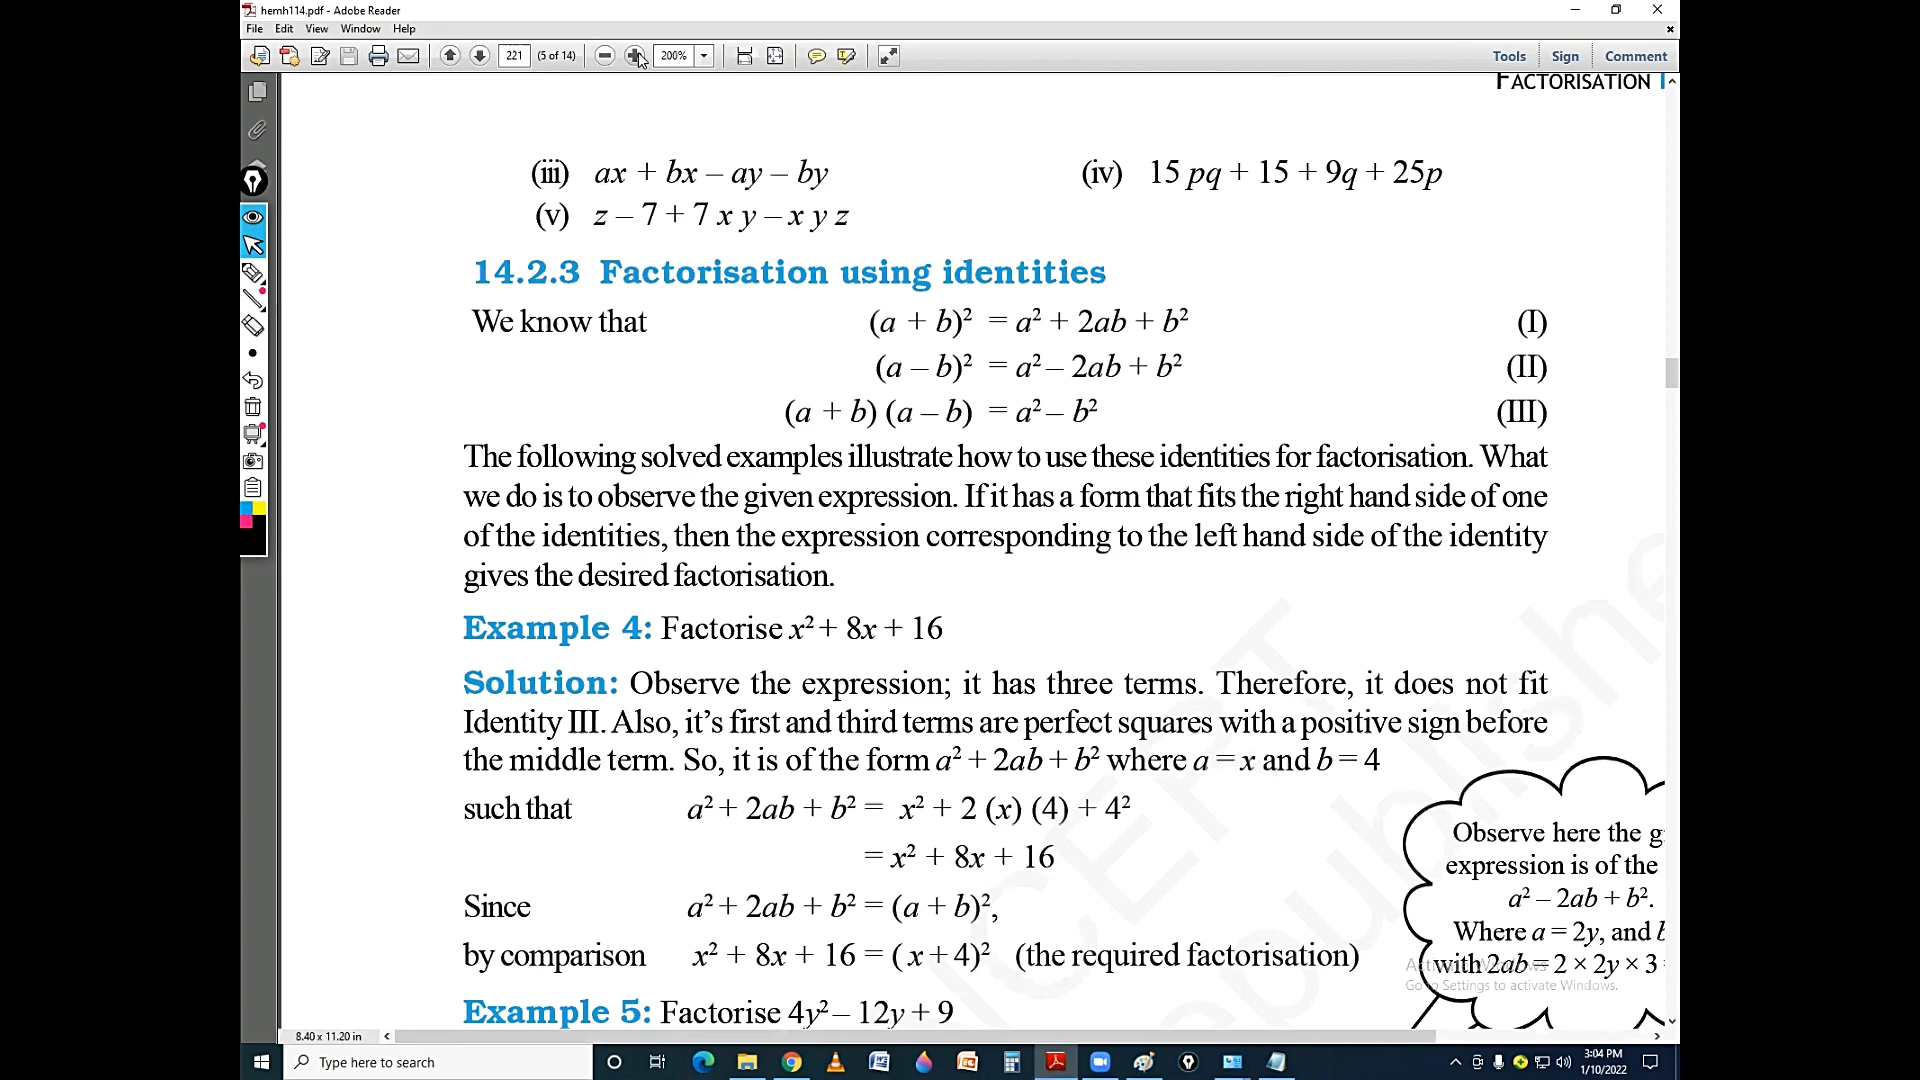 hemh114.pdf - Adobe Reader
File Edit View Window Help
221 (5 of 14) 200% Tools Sign Comment
FACTORISATION
(iii) ax + bx – ay – by (iv) 15 pq + 15 + 9q + 25p
(v) z – 7 + 7 x y – x y z
14.2.3 Factorisation using identities
We know that (a + b)² = a² + 2ab + b² (I)
(a – b)² = a² – 2ab + b² (II)
(a + b) (a – b) = a² – b² (III)
The following solved examples illustrate how to use these identities for factorisation. What
we do is to observe the given expression. If it has a form that fits the right hand side of one
of the identities, then the expression corresponding to the left hand side of the identity
gives the desired factorisation.
Example 4: Factorise x² + 8x + 16
Solution: Observe the expression; it has three terms. Therefore, it does not fit
Identity III. Also, it’s first and third terms are perfect squares with a positive sign before
the middle term. So, it is of the form a² + 2ab + b² where a = x and b = 4
such that a² + 2ab + b² = x² + 2 (x) (4) + 4²
= x² + 8x + 16
Since a² + 2ab + b² = (a + b)²,
by comparison x² + 8x + 16 = ( x + 4)² (the required factorisation)
Example 5: Factorise 4y² – 12y + 9
Observe here the g
expression is of the
a² – 2ab + b².
Where a = 2y, and b
with 2ab = 2 × 2y × 3
Go to Settings to activate Windows.
8.40 x 11.20 in
Type here to search
3:04 PM
1/10/2022